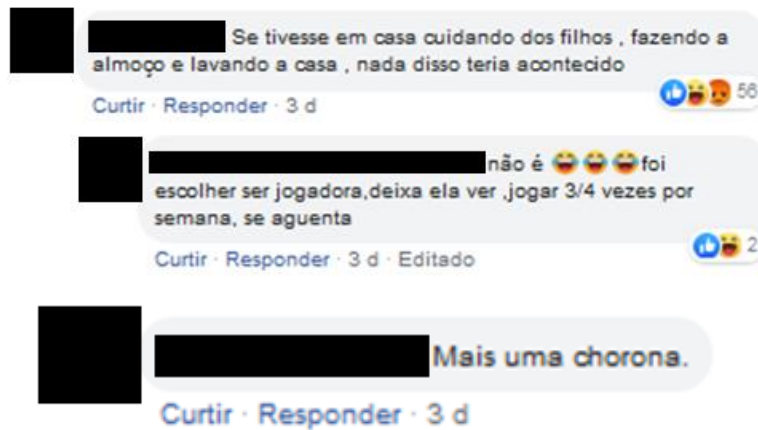 Se tivesse em casa cuidando dos filhos , fazendo a
almoço e lavando a casa , nada disso teria acontecido
56
Curtir · Responder · 3 d
não é 😂😂😂foi
escolher ser jogadora,deixa ela ver ,jogar 3/4 vezes por
semana, se aguenta
2
Curtir · Responder · 3 d · Editado
Mais uma chorona.
Curtir · Responder · 3 d